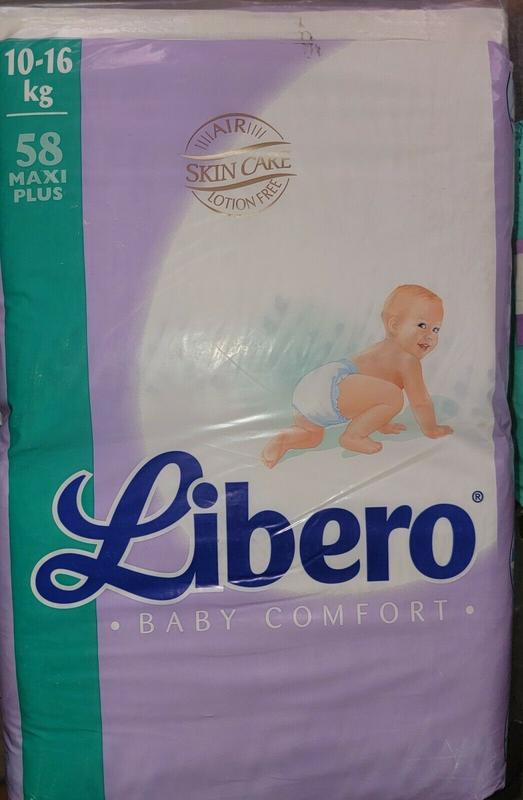 10-16
kg
58
MAXI
PLUS
AIR
SKIN CARE
LOTION FREE
Libero®
• BABY COMFORT •